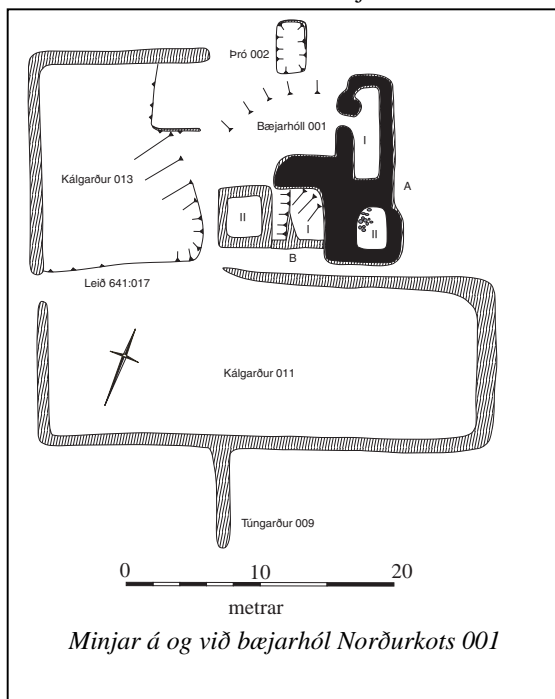 Þró 002
Bæjarhóll 001
I
Kálgarður 013
A
II
I
II
B
Leið 641:017
Kálgarður 011
Túngarður 009
0 10 20
metrar
Minjar á og við bæjarhól Norðurkots 001